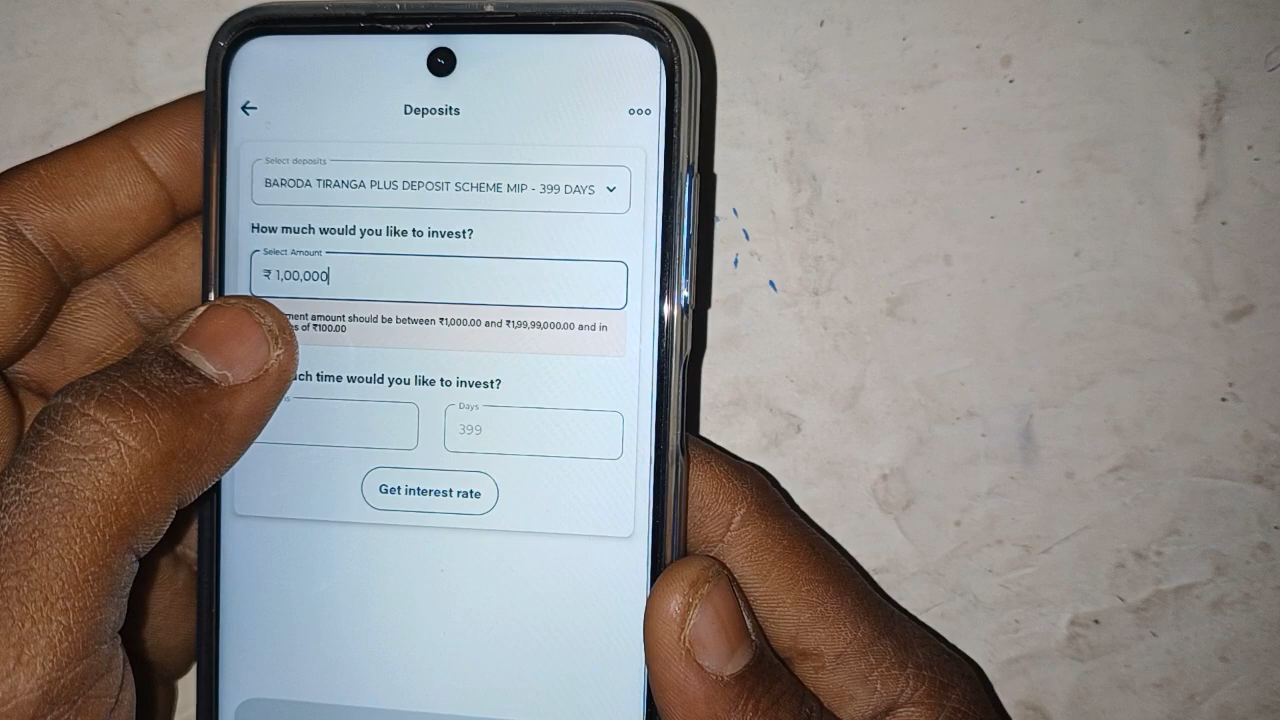 Deposits
Select deposits
BARODA TIRANGA PLUS DEPOSIT SCHEME MIP - 399 DAYS
How much would you like to invest?
Select Amount
₹ 1,00,000
amount should be between ₹1,000.00 and ₹1,99,99,000.00 and in
of ₹100.00
time would you like to invest?
Days
399
Get interest rate